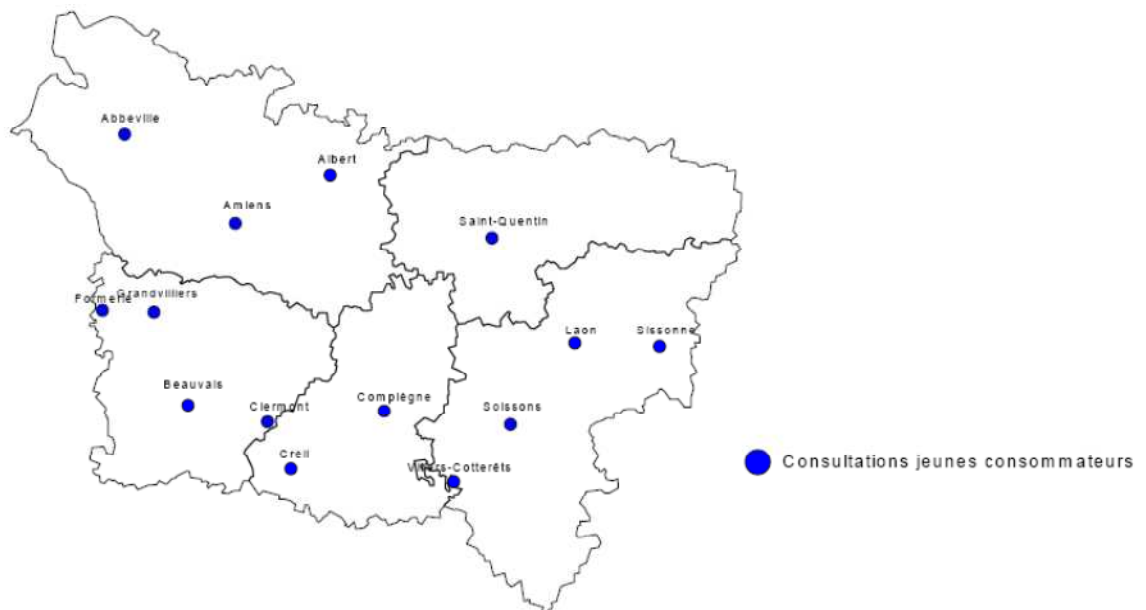 Abbeville
Albert
Amiens
Saint-Quentin
Formerie
Grandvilliers
Laon
Sissonne
Beauvais
Clermont
Compiègne
Soissons
Creil
Villers-Cotterêts
Consultations jeunes consommateurs